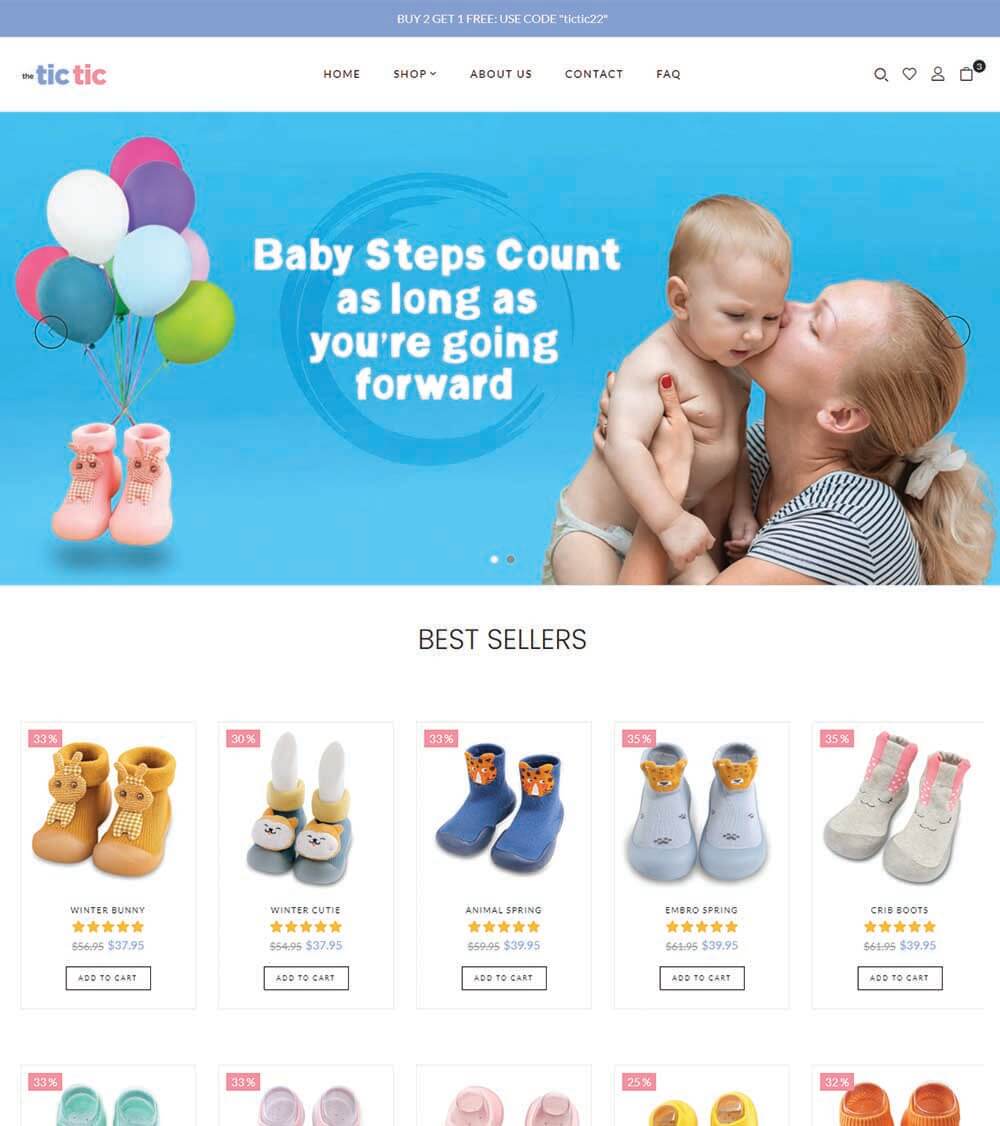 BUY 2 GET 1 FREE: USE CODE "tictic22"
the tic tic
HOME SHOP ABOUT US CONTACT FAQ
3
Baby Steps Count
as long as
you're going
forward
BEST SELLERS
33% 30% 33% 35% 35%
WINTER BUNNY WINTER CUTIE ANIMAL SPRING EMBRO SPRING CRIB BOOTS
$56.95 $37.95 $54.95 $37.95 $59.95 $39.95 $61.95 $39.95 $61.95 $39.95
ADD TO CART ADD TO CART ADD TO CART ADD TO CART ADD TO CART
33% 33% 25% 32%